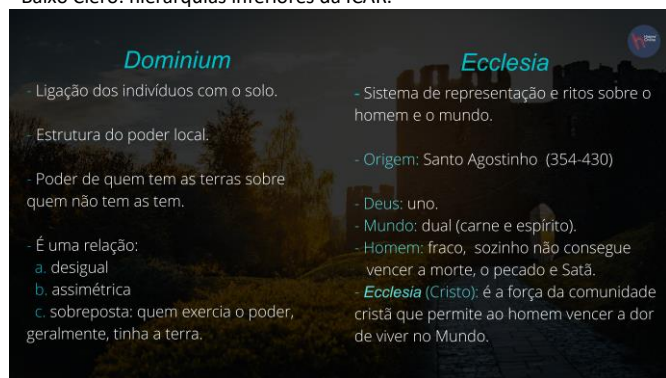 Baixo Clero: hierarquias inferiores da ICAR.
Dominium
- Ligação dos indivíduos com o solo.
- Estrutura do poder local.
- Poder de quem tem as terras sobre
quem não tem as tem.
- É uma relação:
a. desigual
b. assimétrica
c. sobreposta: quem exercia o poder,
geralmente, tinha a terra.
Ecclesia
- Sistema de representação e ritos sobre o
homem e o mundo.
- Origem: Santo Agostinho (354-430)
- Deus: uno.
- Mundo: dual (carne e espírito).
- Homem: fraco, sozinho não consegue
vencer a morte, o pecado e Satã.
- Ecclesia (Cristo): é a força da comunidade
cristã que permite ao homem vencer a dor
de viver no Mundo.